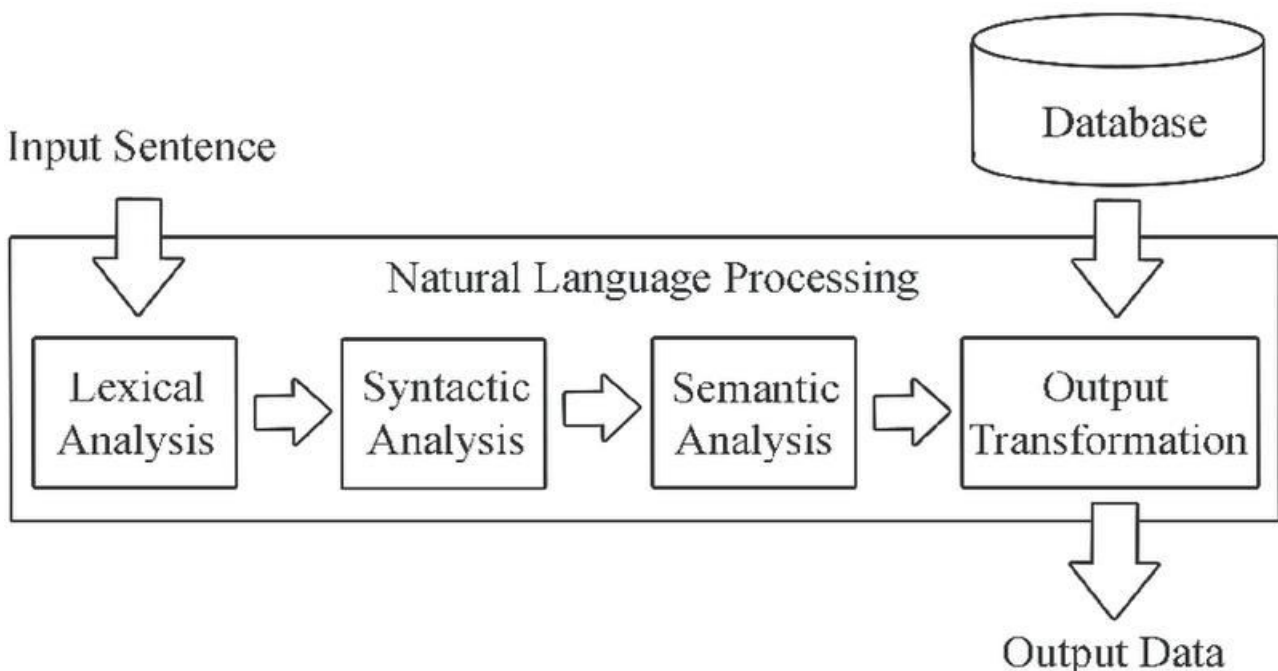 Database
Input Sentence
Natural Language Processing
Lexical
Analysis
Syntactic
Analysis
Semantic
Analysis
Output
Transformation
Output Data